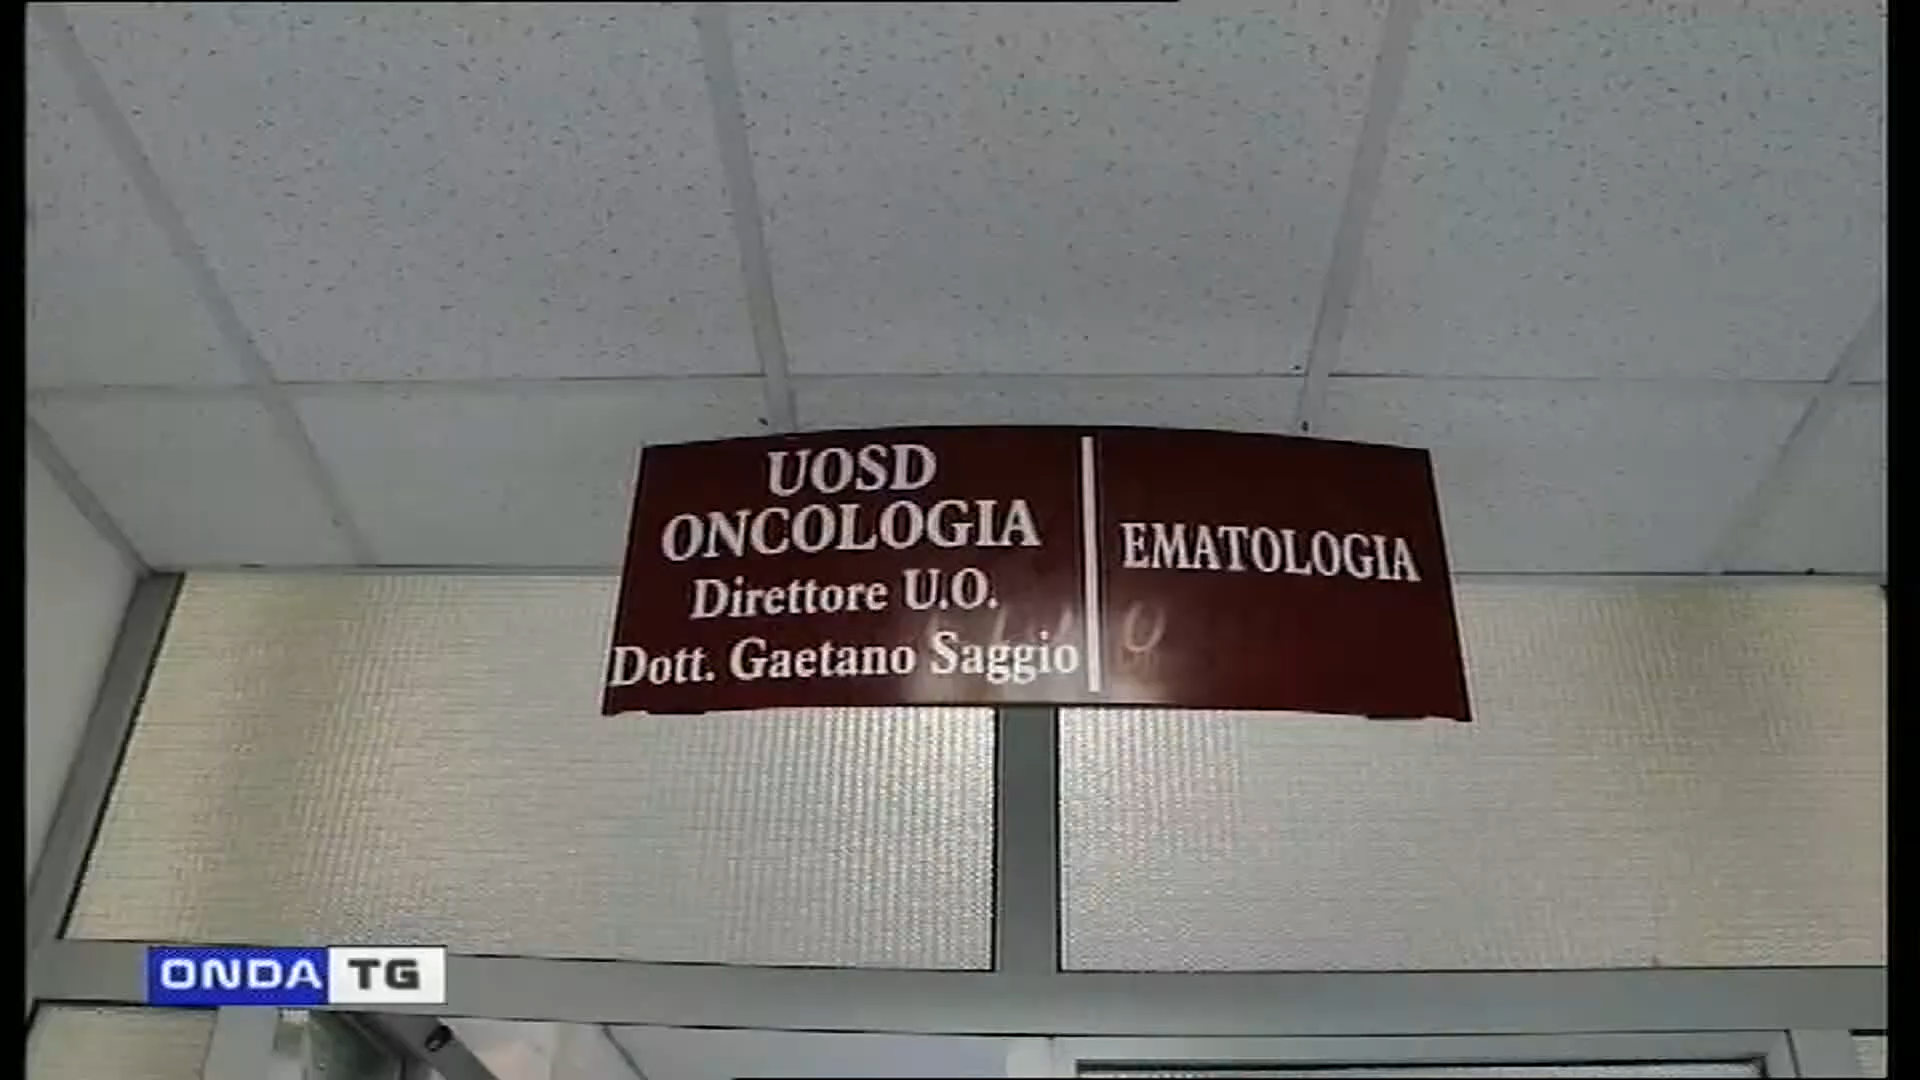 UOSD
ONCOLOGIA
Direttore U.O.
Dott. Gaetano Saggio
EMATOLOGIA
ONDA TG